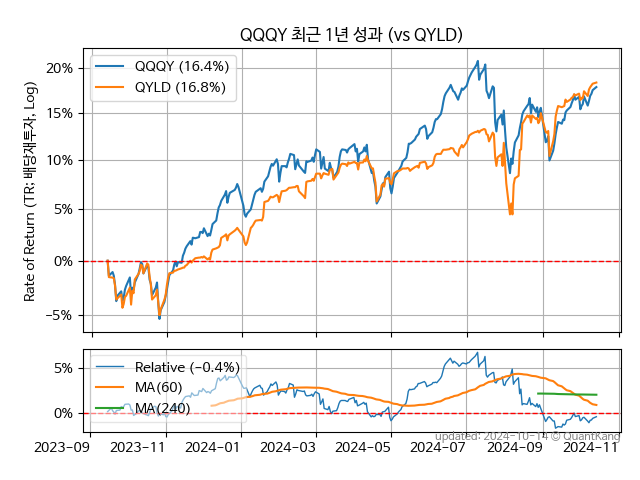 QQQY 최근 1년 성과 (vs QYLD)
Rate of Return (TR: 배당재투자, Log)
20%
15%
10%
5%
0%
−5%
QQQY (16.4%)
QYLD (16.8%)
5%
0%
Relative (−0.4%)
MA(60)
MA(240)
2023−09 2023−11 2024−01 2024−03 2024−05 2024−07 2024−09 2024−11
updated: 2024-10-14 © QuantKang